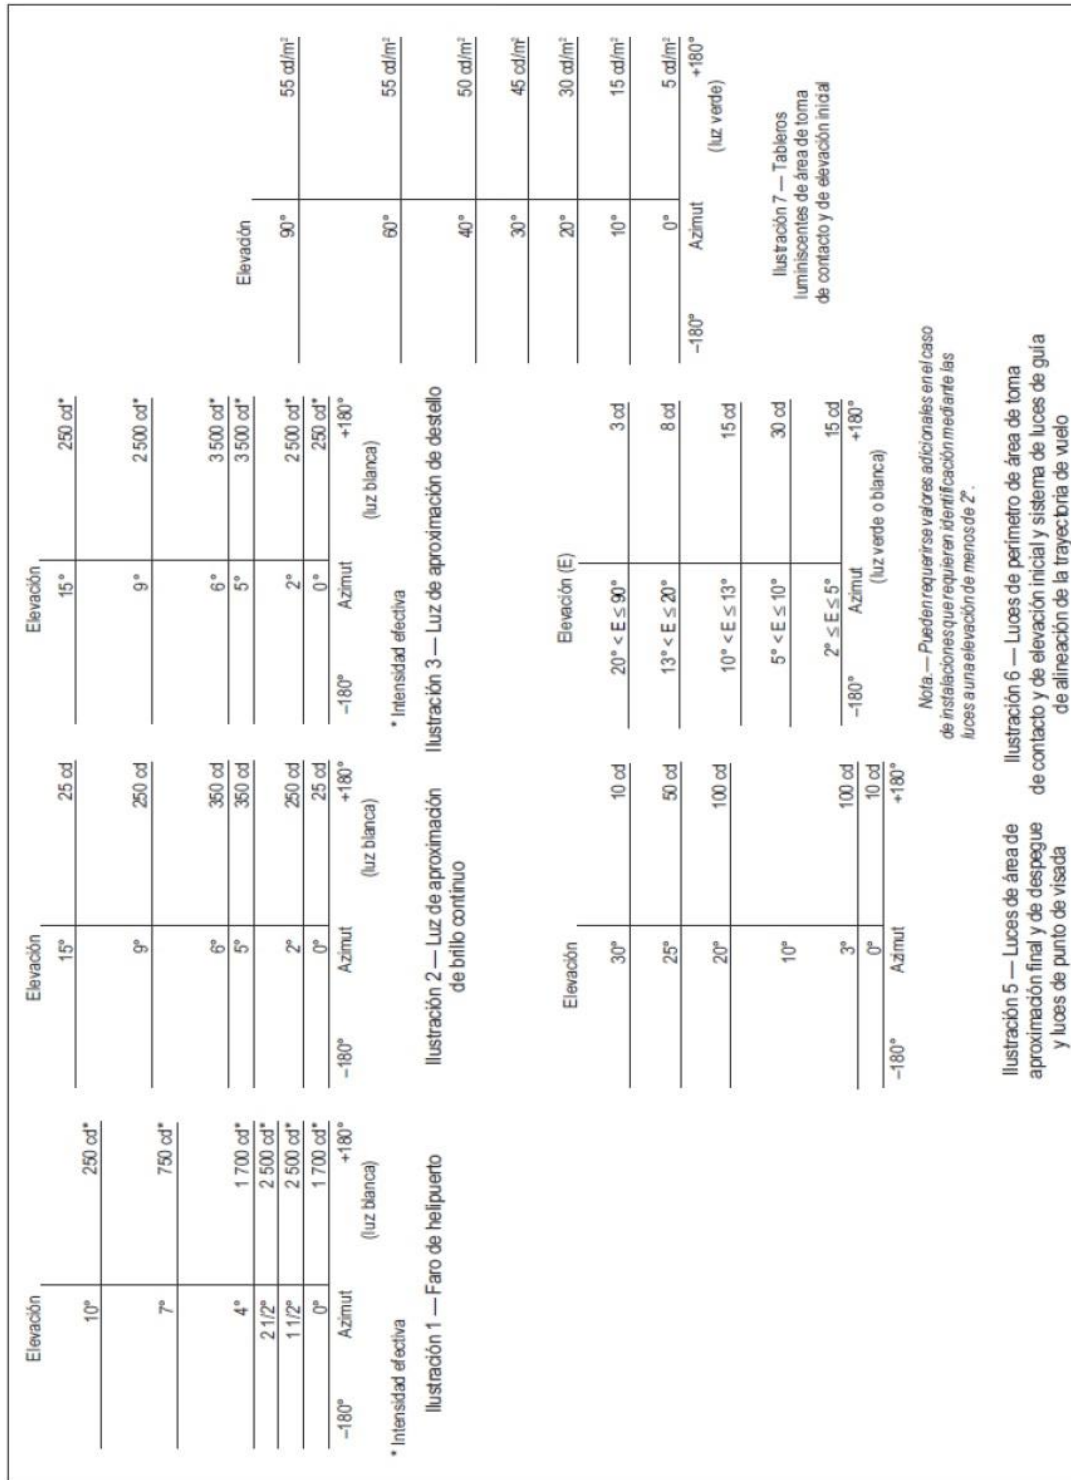 Elevación
10° 250 cd*
7° 750 cd*
4° 1 700 cd*
2 1/2° 2 500 cd*
1 1/2° 2 500 cd*
0° 1 700 cd*
–180° Azimut +180°
(luz blanca)
* Intensidad efectiva
Ilustración 1 — Faro de helipuerto
Elevación
15° 25 cd
9° 250 cd
6° 350 cd
5° 350 cd
2° 250 cd
0° 25 cd
–180° Azimut +180°
(luz blanca)
Ilustración 2 — Luz de aproximación
de brillo continuo
Elevación
15° 250 cd*
9° 2 500 cd*
6° 3 500 cd*
5° 3 500 cd*
2° 2 500 cd*
0° 250 cd*
–180° Azimut +180°
(luz blanca)
* Intensidad efectiva
Ilustración 3 — Luz de aproximación de destello
Elevación
30° 10 cd
25° 50 cd
20° 100 cd
10°
3° 100 cd
0° 10 cd
–180° Azimut +180°
Ilustración 5 — Luces de área de
aproximación final y de despegue
y luces de punto de visada
Elevación (E)
20° < E ≤ 90° 3 cd
13° < E ≤ 20° 8 cd
10° < E ≤ 13° 15 cd
5° < E ≤ 10° 30 cd
2° ≤ E ≤ 5° 15 cd
–180° Azimut +180°
(luz verde o blanca)
Nota.— Pueden requerirse valores adicionales en el caso
de instalaciones que requieren identificación mediante las
luces a una elevación de menos de 2°.
Ilustración 6 — Luces de perímetro de área de toma
de contacto y de elevación inicial y sistema de luces de guía
de alineación de la trayectoria de vuelo
Elevación
90° 55 cd/m²
60° 55 cd/m²
40° 50 cd/m²
30° 45 cd/m²
20° 30 cd/m²
10° 15 cd/m²
0° 5 cd/m²
–180° Azimut +180°
(luz verde)
Ilustración 7 — Tableros
luminiscentes de área de toma
de contacto y de elevación inicial